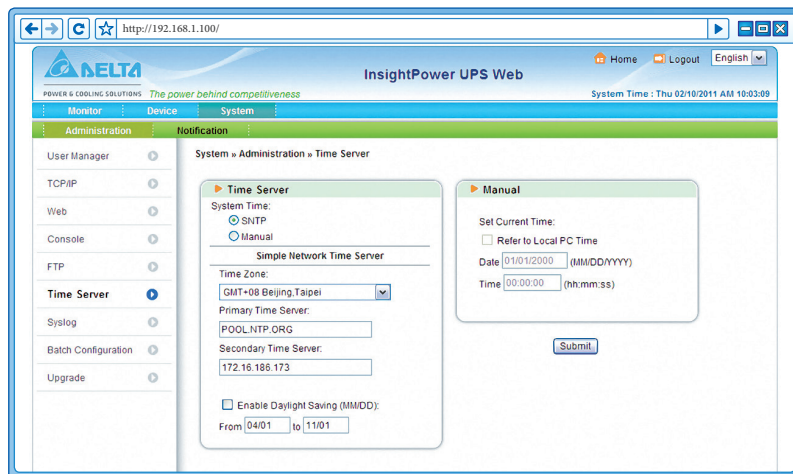 http://192.168.1.100/
Home
Logout
English
DELTA
POWER & COOLING SOLUTIONS
The power behind competitiveness
InsightPower UPS Web
System Time : Thu 02/10/2011 AM 10:03:09
Monitor
Device
System
Administration
Notification
User Manager
TCP/IP
Web
Console
FTP
Time Server
Syslog
Batch Configuration
Upgrade
System » Administration » Time Server
Time Server
System Time:
SNTP
Manual
Simple Network Time Server
Time Zone:
GMT+08 Beijing,Taipei
Primary Time Server:
POOL.NTP.ORG
Secondary Time Server:
172.16.186.173
Enable Daylight Saving (MM/DD):
From 04/01 to 11/01
Manual
Set Current Time:
Refer to Local PC Time
Date 01/01/2000 (MM/DD/YYYY)
Time 00:00:00 (hh:mm:ss)
Submit